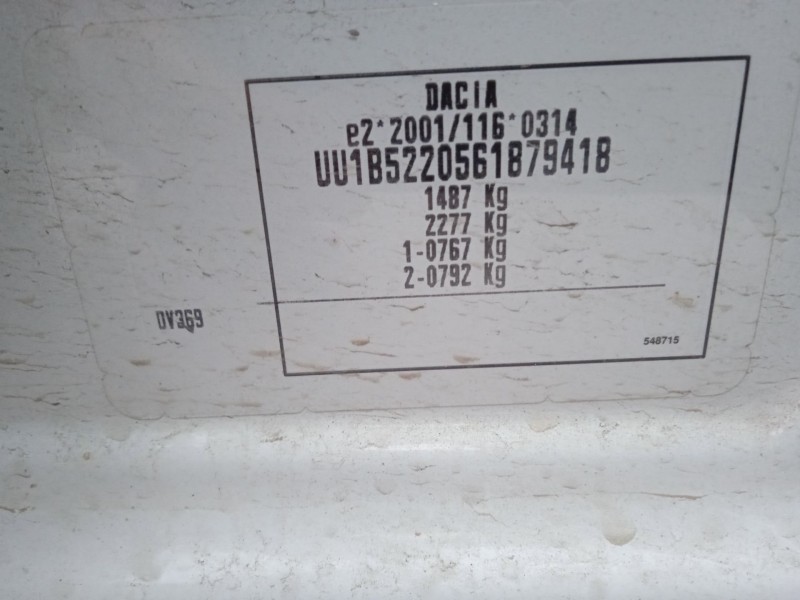 DACIA
e2*2001/116*0314
UU1B5220561879418
1487 Kg
2277 Kg
1-0767 Kg
2-0792 Kg
DV369
548715